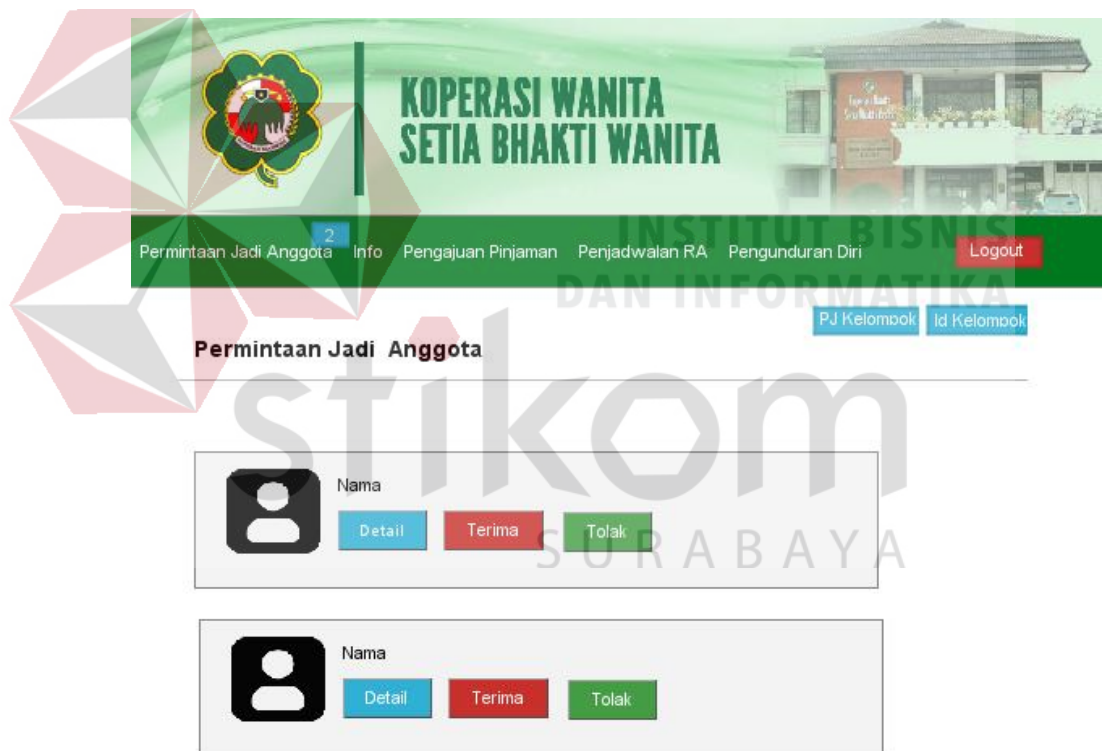 KOPERASI WANITA
SETIA BHAKTI WANITA
2
Permintaan Jadi Anggota Info Pengajuan Pinjaman Penjadwalan RA Pengunduran Diri Logout
INSTITUT BISNIS
DAN INFORMATIKA
PJ Kelompok Id Kelompok
Permintaan Jadi Anggota
stikom
SURABAYA
Nama
Detail Terima Tolak
Nama
Detail Terima Tolak